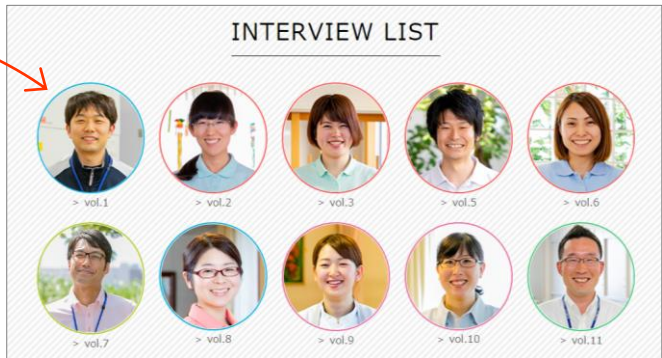 INTERVIEW LIST
> vol.1 > vol.2 > vol.3 > vol.5 > vol.6
> vol.7 > vol.8 > vol.9 > vol.10 > vol.11